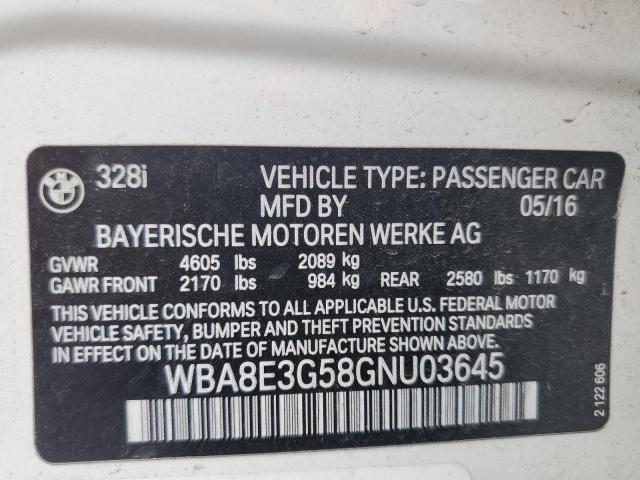 BMW
328i VEHICLE TYPE: PASSENGER CAR
MFD BY 05/16
BAYERISCHE MOTOREN WERKE AG
GVWR 4605 lbs 2089 kg
GAWR FRONT 2170 lbs 984 kg REAR 2580 lbs 1170 kg
THIS VEHICLE CONFORMS TO ALL APPLICABLE U.S. FEDERAL MOTOR
VEHICLE SAFETY, BUMPER AND THEFT PREVENTION STANDARDS
IN EFFECT ON THE DATE OF MANUFACTURE SHOWN ABOVE.
WBA8E3G58GNU03645
2 122 606